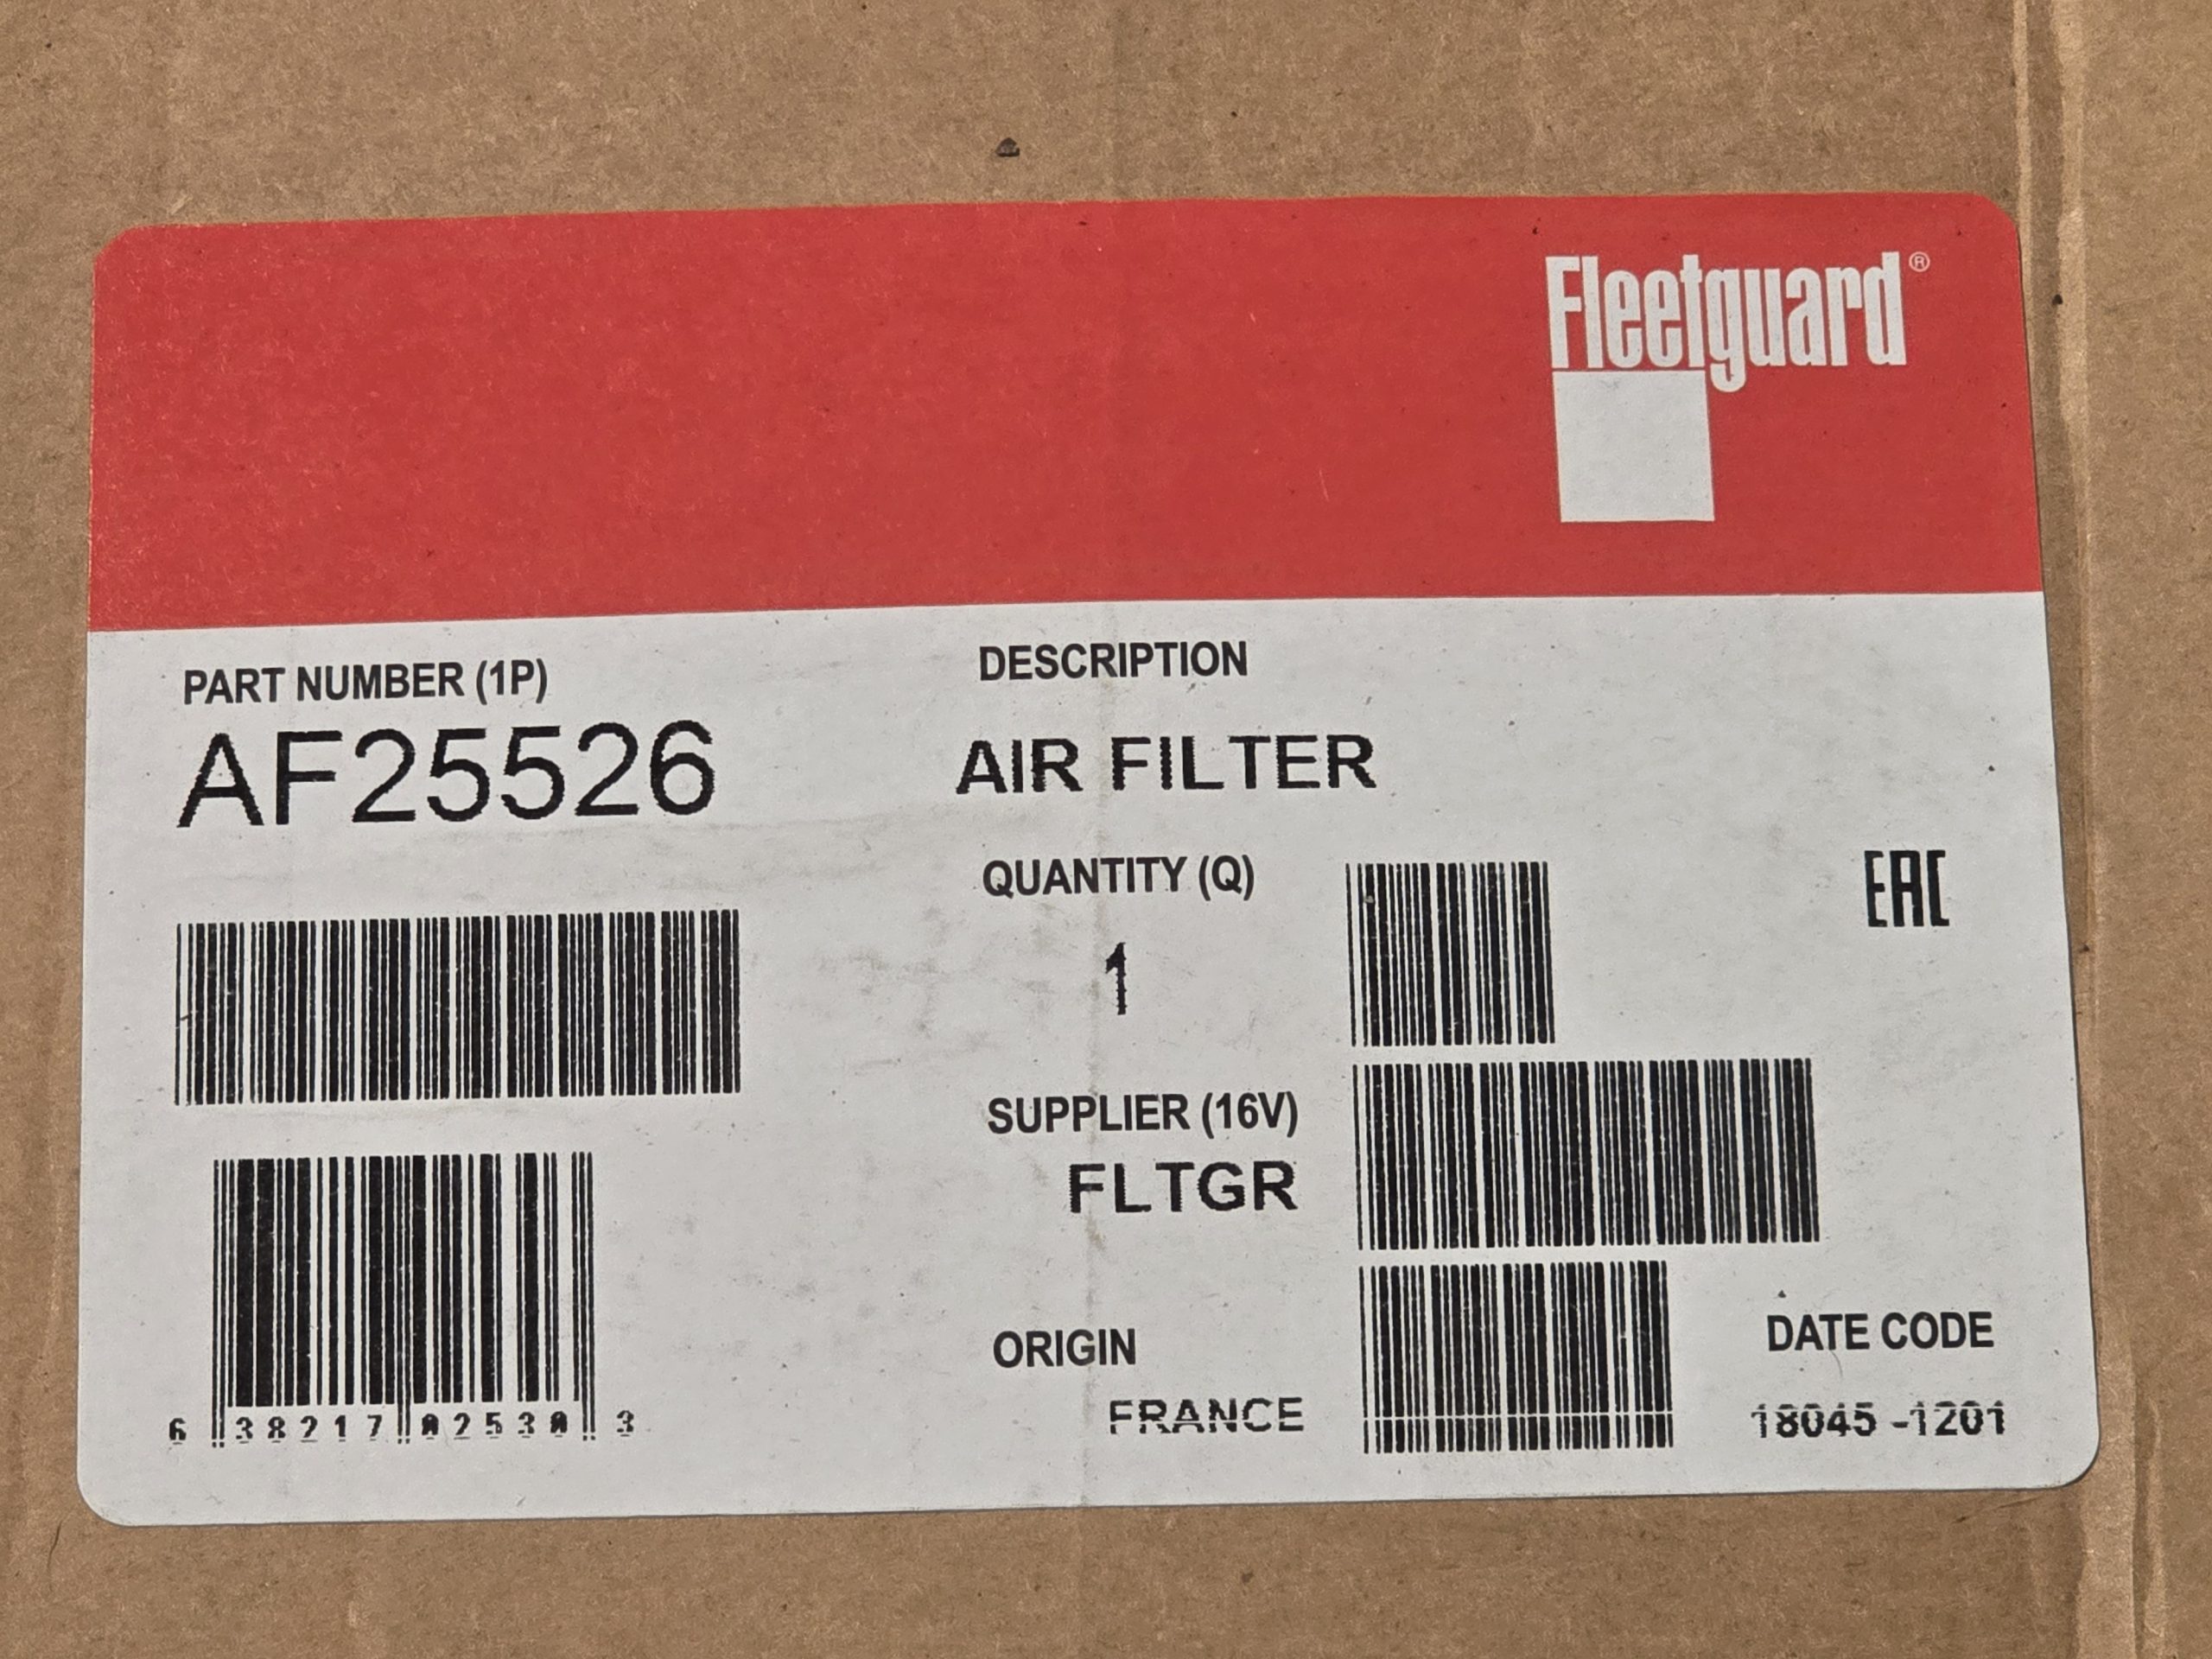 Fleetguard®
PART NUMBER (1P)
AF25526
DESCRIPTION
AIR FILTER
QUANTITY (Q)
1
EAC
SUPPLIER (16V)
FLTGR
6 38217 02530 3
ORIGIN
FRANCE
DATE CODE
18045 -1201